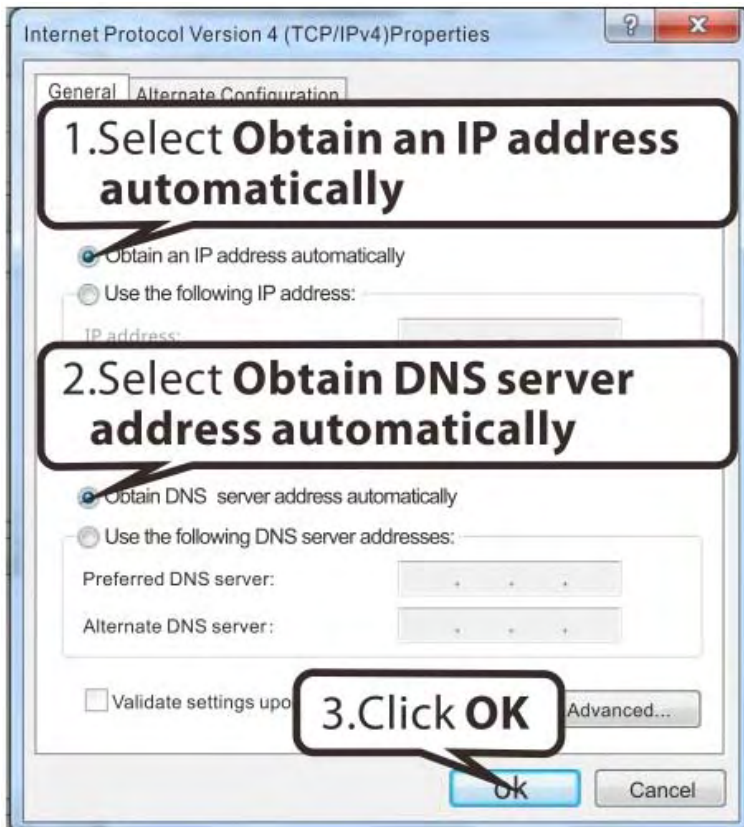 Internet Protocol Version 4 (TCP/IPv4)Properties
General Alternate Configuration
1.Select Obtain an IP address
automatically
Obtain an IP address automatically
Use the following IP address:
IP address:
2.Select Obtain DNS server
address automatically
Obtain DNS server address automatically
Use the following DNS server addresses:
Preferred DNS server: . . .
Alternate DNS server: . . .
Validate settings upo
3.Click OK
Advanced...
ok Cancel